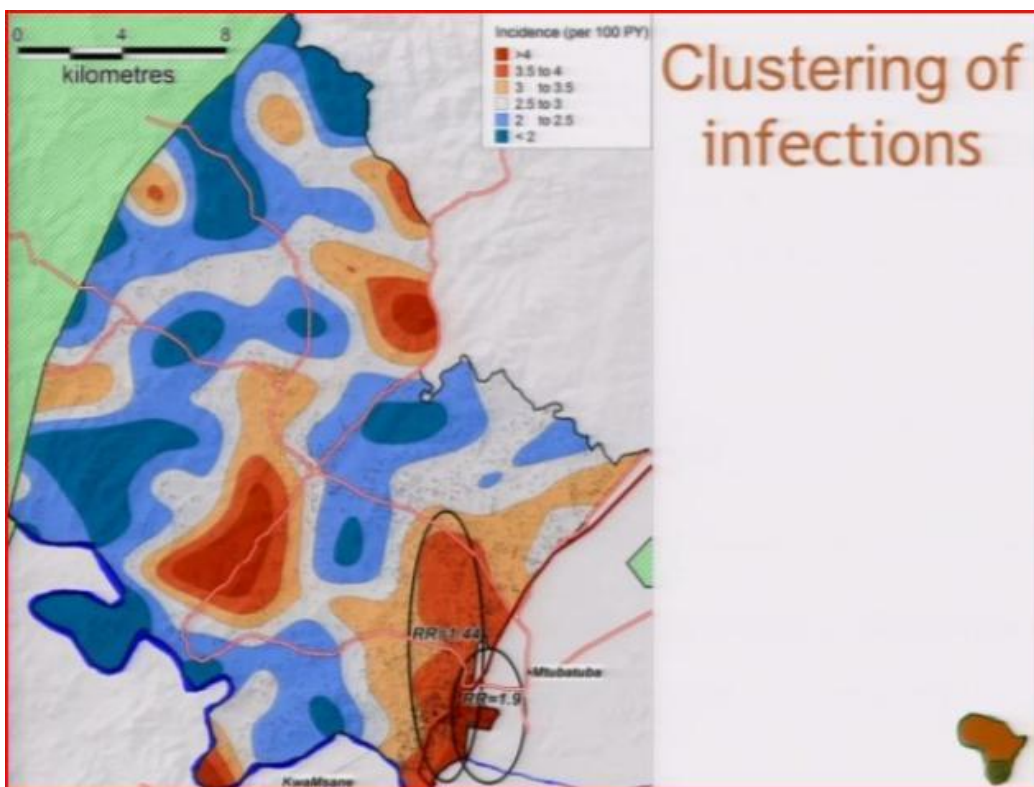 0 4 8
kilometres
Incidence (per 100 PY)
>4
3.5 to 4
3 to 3.5
2.5 to 3
2 to 2.5
< 2
Clustering of
infections
RR=1.44
Mtubatuba
RR=1.9
KwaMsane